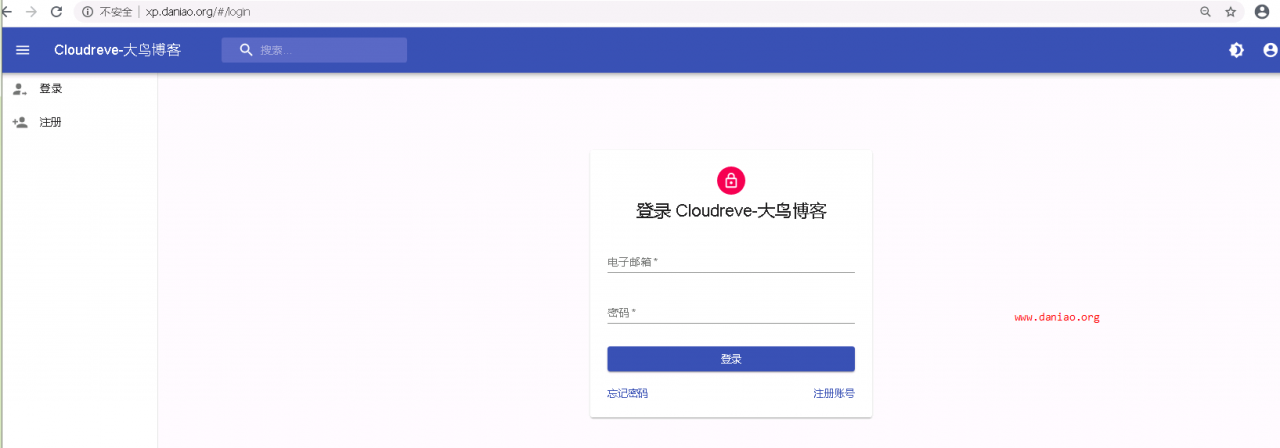 不安全 | xp.daniao.org/#/login
Cloudreve-大鸟博客 搜索...
登录
注册
登录 Cloudreve-大鸟博客
电子邮箱 *
密码 *
www.daniao.org
登录
忘记密码 注册账号